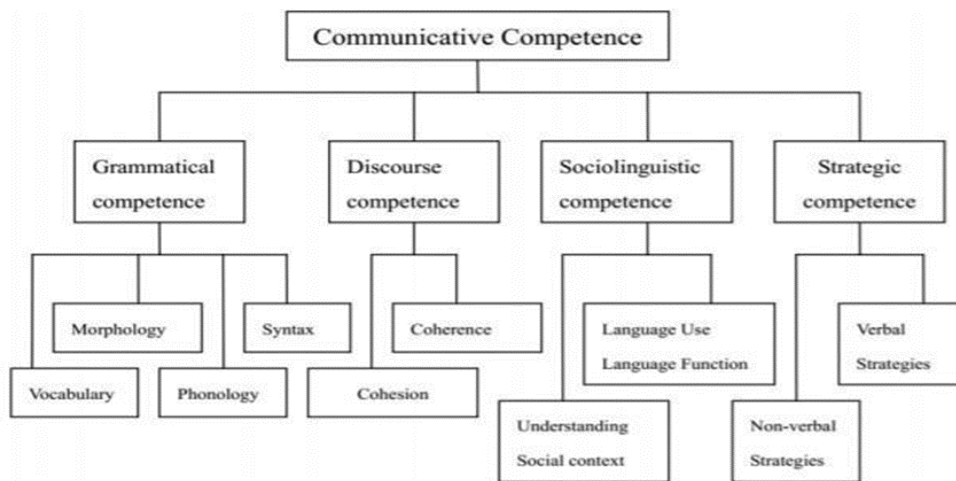 Communicative Competence
Grammatical
competence
Discourse
competence
Sociolinguistic
competence
Strategic
competence
Morphology
Syntax
Vocabulary
Phonology
Coherence
Cohesion
Language Use
Language Function
Understanding
Social context
Verbal
Strategies
Non-verbal
Strategies